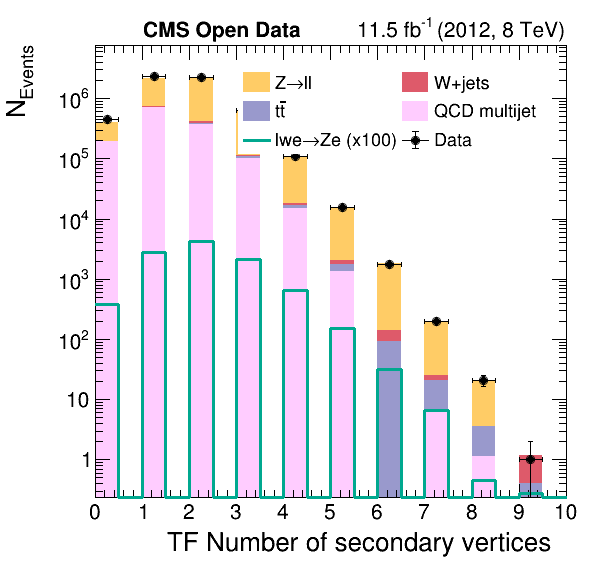 CMS Open Data 11.5 fb⁻¹ (2012, 8 TeV)
N_Events
Z→ll W+jets
tt̄ QCD multijet
lwe→Ze (x100) Data
10⁶
10⁵
10⁴
10³
10²
10
1
0 1 2 3 4 5 6 7 8 9 10
TF Number of secondary vertices